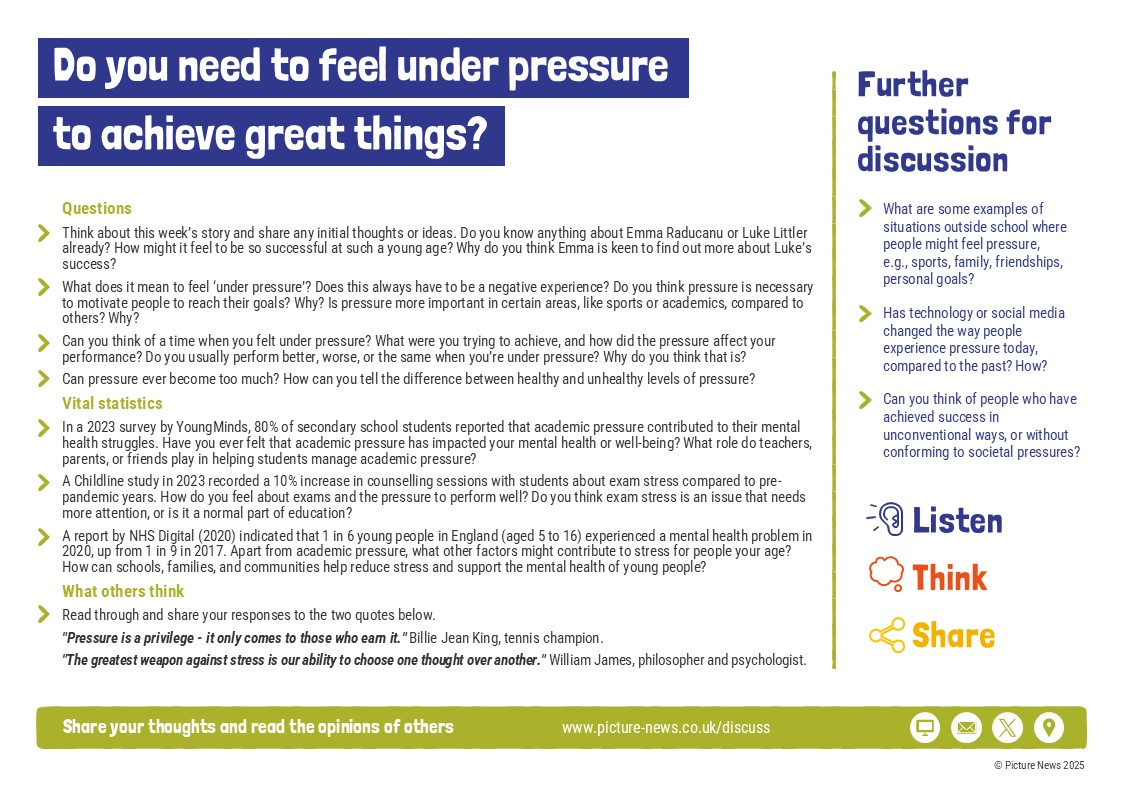 Do you need to feel under pressure
to achieve great things?
Questions
Think about this week's story and share any initial thoughts or ideas. Do you know anything about Emma Raducanu or Luke Littler
already? How might it feel to be so successful at such a young age? Why do you think Emma is keen to find out more about Luke's
success?
What does it mean to feel ‘under pressure’? Does this always have to be a negative experience? Do you think pressure is necessary
to motivate people to reach their goals? Why? Is pressure more important in certain areas, like sports or academics, compared to
others? Why?
Can you think of a time when you felt under pressure? What were you trying to achieve, and how did the pressure affect your
performance? Do you usually perform better, worse, or the same when you’re under pressure? Why do you think that is?
Can pressure ever become too much? How can you tell the difference between healthy and unhealthy levels of pressure?
Vital statistics
In a 2023 survey by YoungMinds, 80% of secondary school students reported that academic pressure contributed to their mental
health struggles. Have you ever felt that academic pressure has impacted your mental health or well-being? What role do teachers,
parents, or friends play in helping students manage academic pressure?
A Childline study in 2023 recorded a 10% increase in counselling sessions with students about exam stress compared to pre-
pandemic years. How do you feel about exams and the pressure to perform well? Do you think exam stress is an issue that needs
more attention, or is it a normal part of education?
A report by NHS Digital (2020) indicated that 1 in 6 young people in England (aged 5 to 16) experienced a mental health problem in
2020, up from 1 in 9 in 2017. Apart from academic pressure, what other factors might contribute to stress for people your age?
How can schools, families, and communities help reduce stress and support the mental health of young people?
What others think
Read through and share your responses to the two quotes below.
"Pressure is a privilege - it only comes to those who earn it." Billie Jean King, tennis champion.
"The greatest weapon against stress is our ability to choose one thought over another." William James, philosopher and psychologist.
Further
questions for
discussion
What are some examples of
situations outside school where
people might feel pressure,
e.g., sports, family, friendships,
personal goals?
Has technology or social media
changed the way people
experience pressure today,
compared to the past? How?
Can you think of people who have
achieved success in
unconventional ways, or without
conforming to societal pressures?
Listen
Think
Share
Share your thoughts and read the opinions of others
www.picture-news.co.uk/discuss
© Picture News 2025